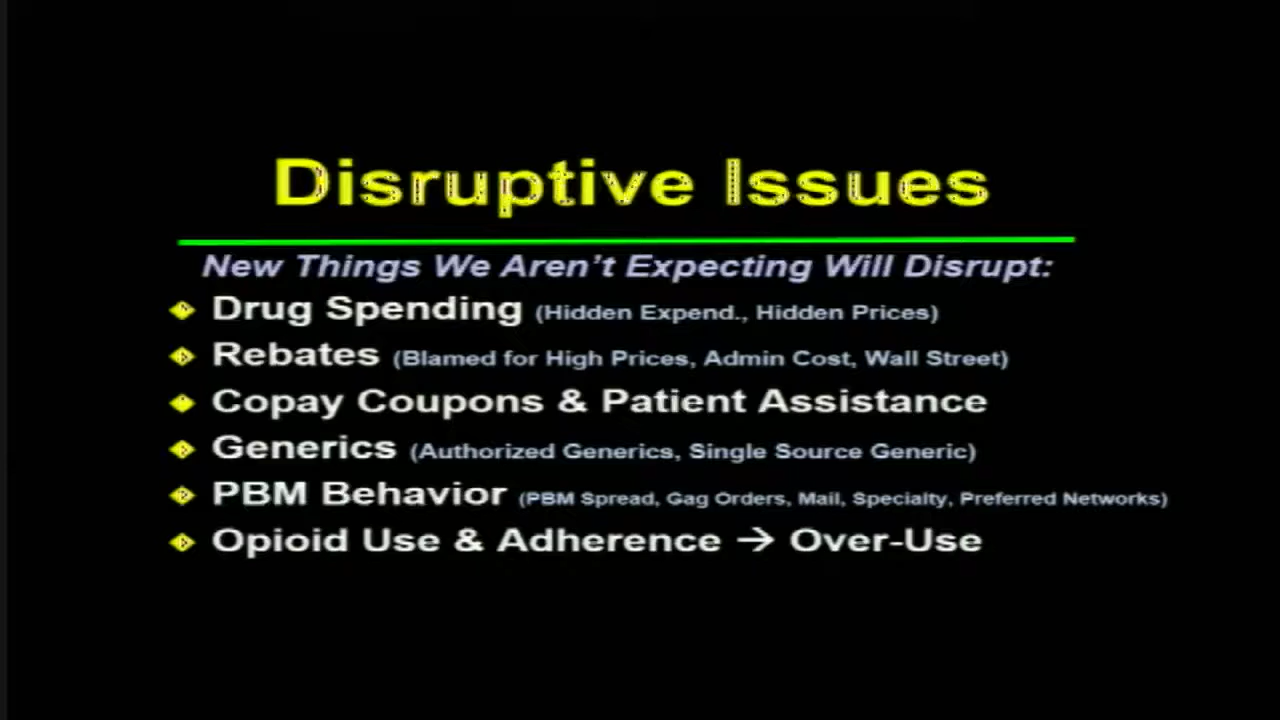 Disruptive Issues
New Things We Aren't Expecting Will Disrupt:
Drug Spending (Hidden Expend., Hidden Prices)
Rebates (Blamed for High Prices, Admin Cost, Wall Street)
Copay Coupons & Patient Assistance
Generics (Authorized Generics, Single Source Generic)
PBM Behavior (PBM Spread, Gag Orders, Mail, Specialty, Preferred Networks)
Opioid Use & Adherence → Over-Use